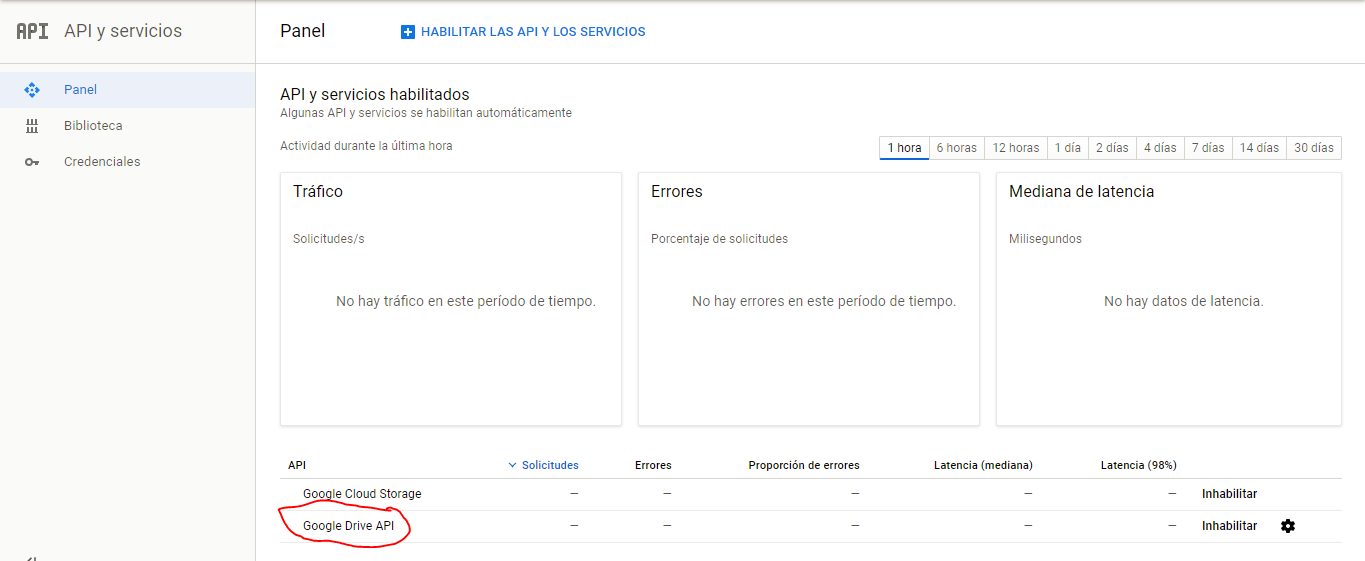 API API y servicios
Panel
HABILITAR LAS API Y LOS SERVICIOS
Panel
Biblioteca
Credenciales
API y servicios habilitados
Algunas API y servicios se habilitan automáticamente
Actividad durante la última hora
1 hora 6 horas 12 horas 1 día 2 días 4 días 7 días 14 días 30 días
Tráfico
Solicitudes/s
No hay tráfico en este período de tiempo.
Errores
Porcentaje de solicitudes
No hay errores en este período de tiempo.
Mediana de latencia
Milisegundos
No hay datos de latencia.
API Solicitudes Errores Proporción de errores Latencia (mediana) Latencia (98%)
Google Cloud Storage — — — — — Inhabilitar
Google Drive API — — — — — Inhabilitar